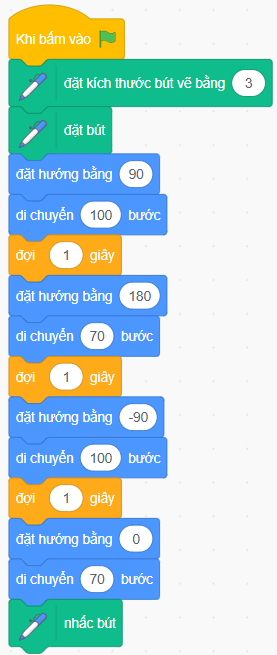 Khi bấm vào
đặt kích thước bút vẽ bằng 3
đặt bút
đặt hướng bằng 90
di chuyển 100 bước
đợi 1 giây
đặt hướng bằng 180
di chuyển 70 bước
đợi 1 giây
đặt hướng bằng -90
di chuyển 100 bước
đợi 1 giây
đặt hướng bằng 0
di chuyển 70 bước
nhấc bút